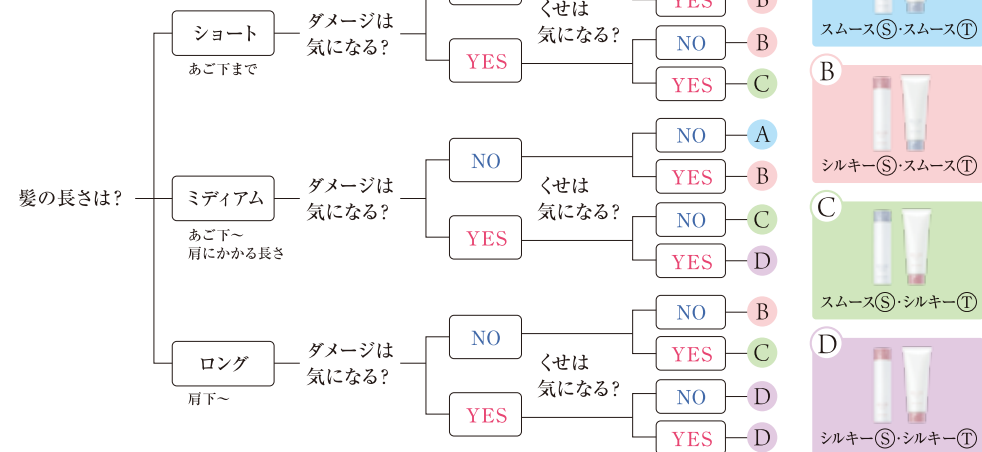 髪の長さは？
ショート
あご下まで
ダメージは
気になる？
YES
くせは
気になる？
YES
B
NO
B
YES
C
ミディアム
あご下〜
肩にかかる長さ
ダメージは
気になる？
NO
YES
くせは
気になる？
NO
A
YES
B
NO
C
YES
D
ロング
肩下〜
ダメージは
気になる？
NO
YES
くせは
気になる？
NO
B
YES
C
NO
D
YES
D
スムースⓈ・スムースⓉ
B
シルキーⓈ・スムースⓉ
C
スムースⓈ・シルキーⓉ
D
シルキーⓈ・シルキーⓉ